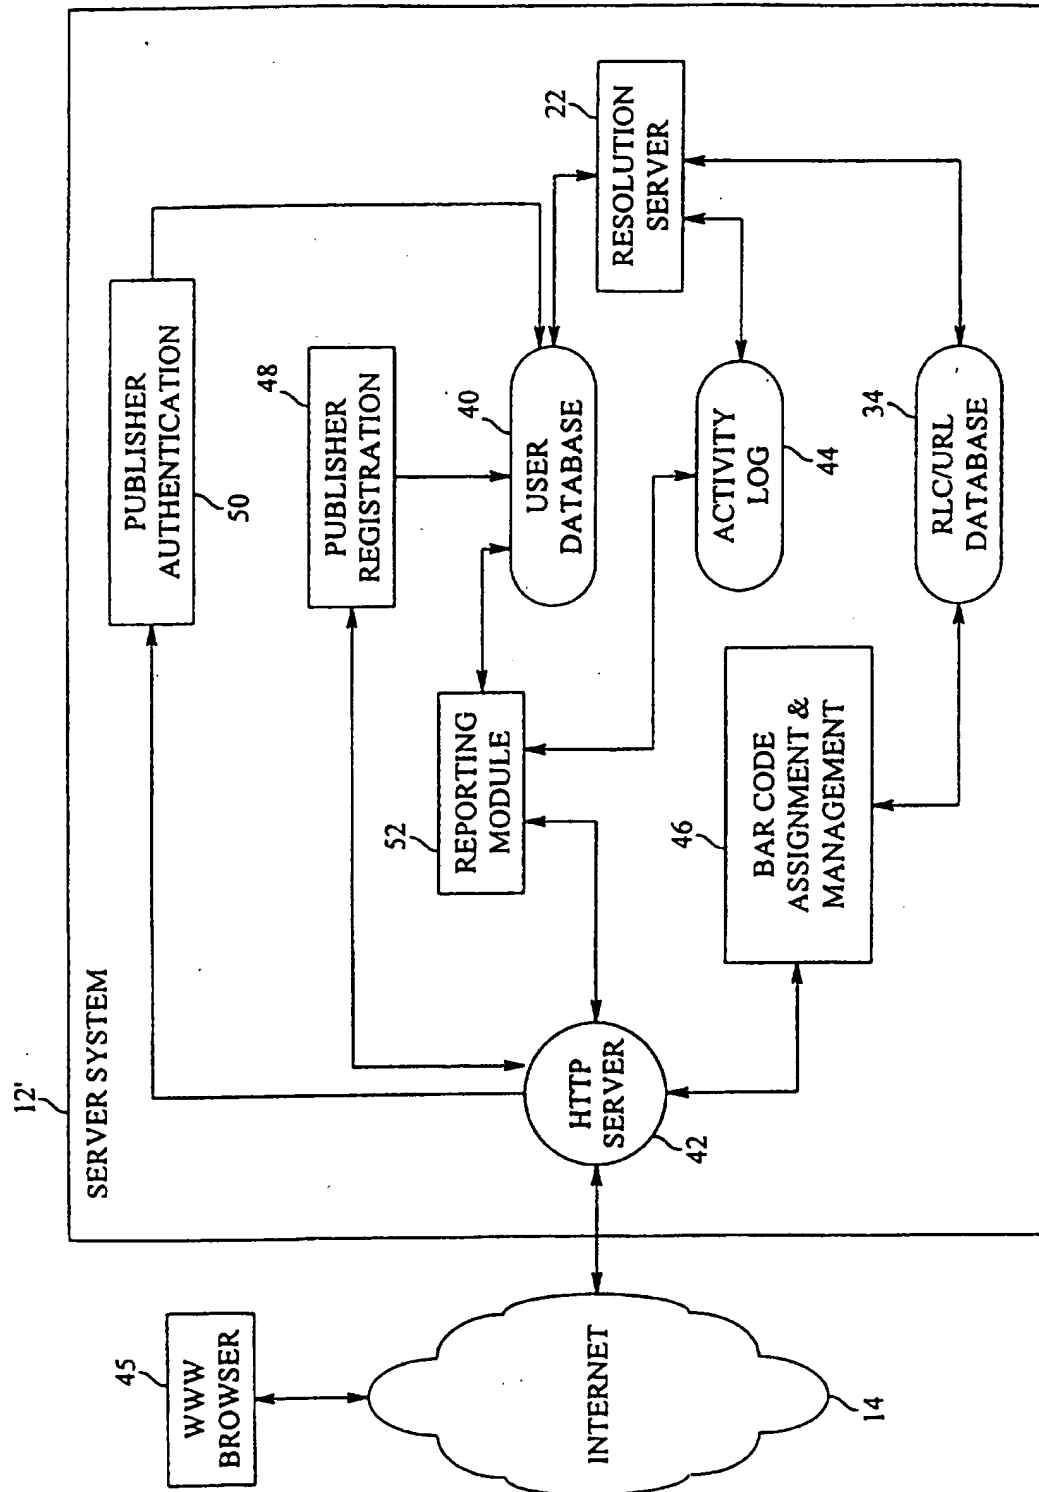 12'
SERVER SYSTEM
45
WWW
BROWSER
INTERNET
14
HTTP
SERVER
42
PUBLISHER
AUTHENTICATION
50
48
PUBLISHER
REGISTRATION
52
REPORTING
MODULE
40
USER
DATABASE
22
RESOLUTION
SERVER
ACTIVITY
LOG
44
46
BAR CODE
ASSIGNMENT &
MANAGEMENT
34
RLC/URL
DATABASE